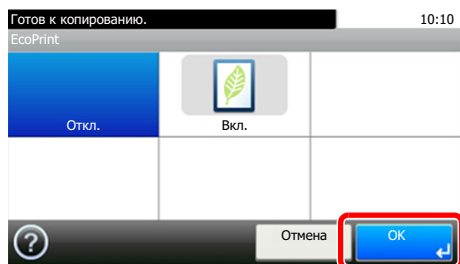 Готов к копированию. 10:10
EcoPrint
Откл. Вкл.
?
Отмена OK